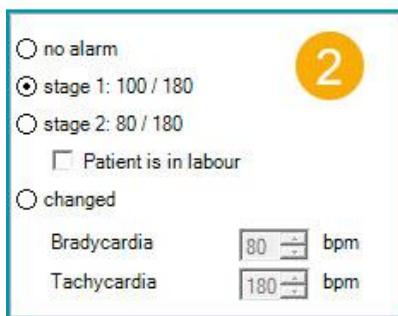 no alarm
2
stage 1: 100 / 180
stage 2: 80 / 180
Patient is in labour
changed
Bradycardia 80 bpm
Tachycardia 180 bpm